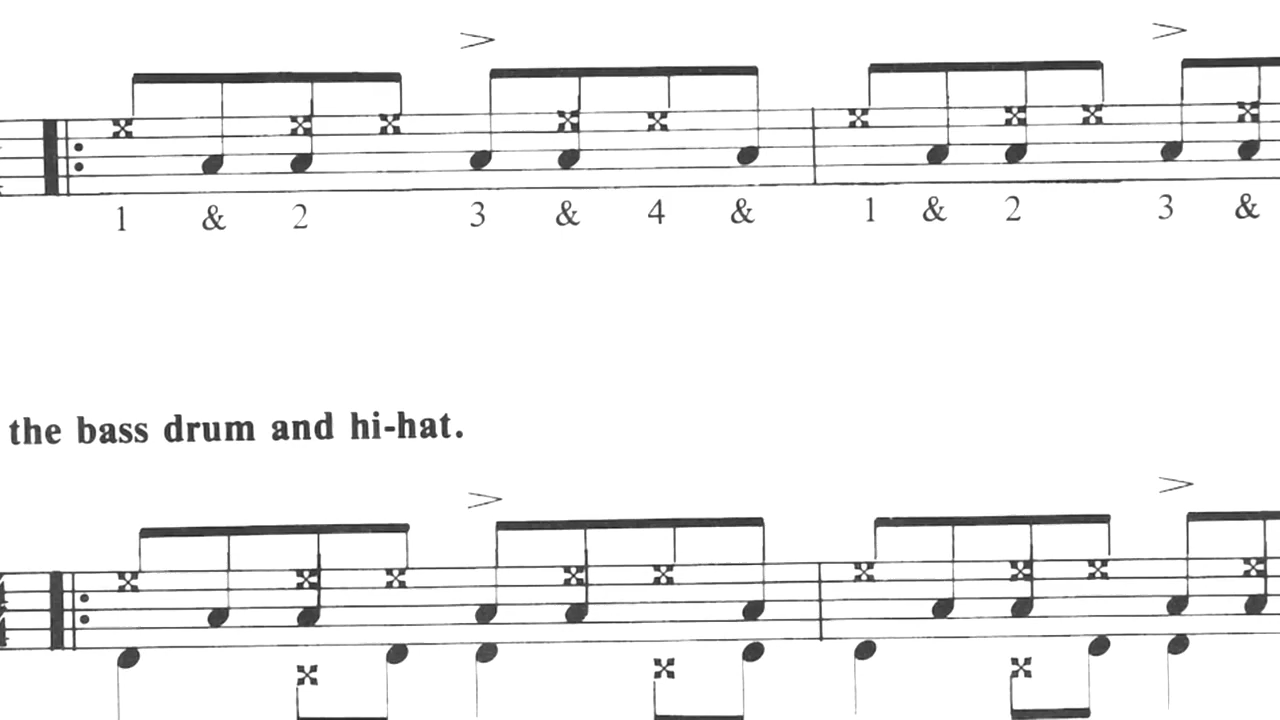 1 & 2 3 & 4 & 1 & 2 3 &
the bass drum and hi-hat.